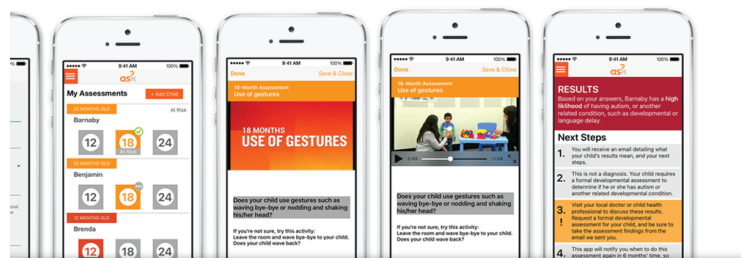 9:41 AM
100%
ask?
My Assessments
+ Add Child
At Risk
Barnaby
12
18
24
At Risk
20 MONTHS OLD
Benjamin
12
18
24
12 MONTHS OLD
Brenda
12
18
24
9:41 AM
100%
Done
Save & Close
18-Month Assessment
Use of gestures
18 MONTHS
USE OF GESTURES
Does your child use gestures such as
waving bye-bye or nodding and shaking
his/her head?
If you're not sure, try this activity:
Leave the room and wave bye-bye to your child.
Does your child wave back?
9:41 AM
100%
Done
Save & Close
18-Month Assessment
Use of gestures
0:49
Does your child use gestures such as
waving bye-bye or nodding and shaking
his/her head?
If you're not sure, try this activity:
Leave the room and wave bye-bye to your child.
Does your child wave back?
9:41 AM
100%
ask?
RESULTS
Based on your answers, Barnaby has a high
liklihood of having autism, or another
related condition, such as developmental or
language delay.
Next Steps
1. You will receive an email detailing what
your child's results mean, and your next
steps.
2. This is not a diagnosis. Your child requires
a formal developmental assessment to
determine if he or she has autism or
another related developmental condition.
3. Visit your local doctor or child health
! professional to discuss these results.
Request a formal developmental
assessment for your child, and be sure to
take the assessment findings from the
email we sent you.
4. This app will notify you when to do this
assessment again in 6 months' time, so